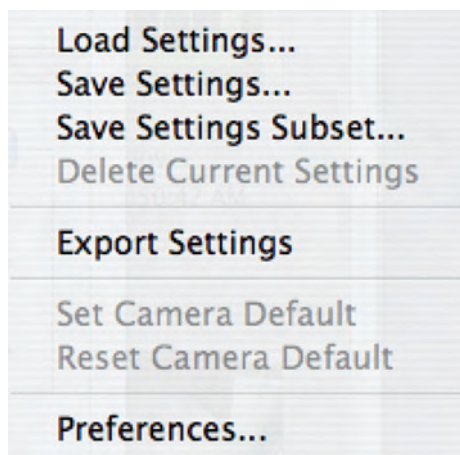 Load Settings...
Save Settings...
Save Settings Subset...
Delete Current Settings
Export Settings
Set Camera Default
Reset Camera Default
Preferences...